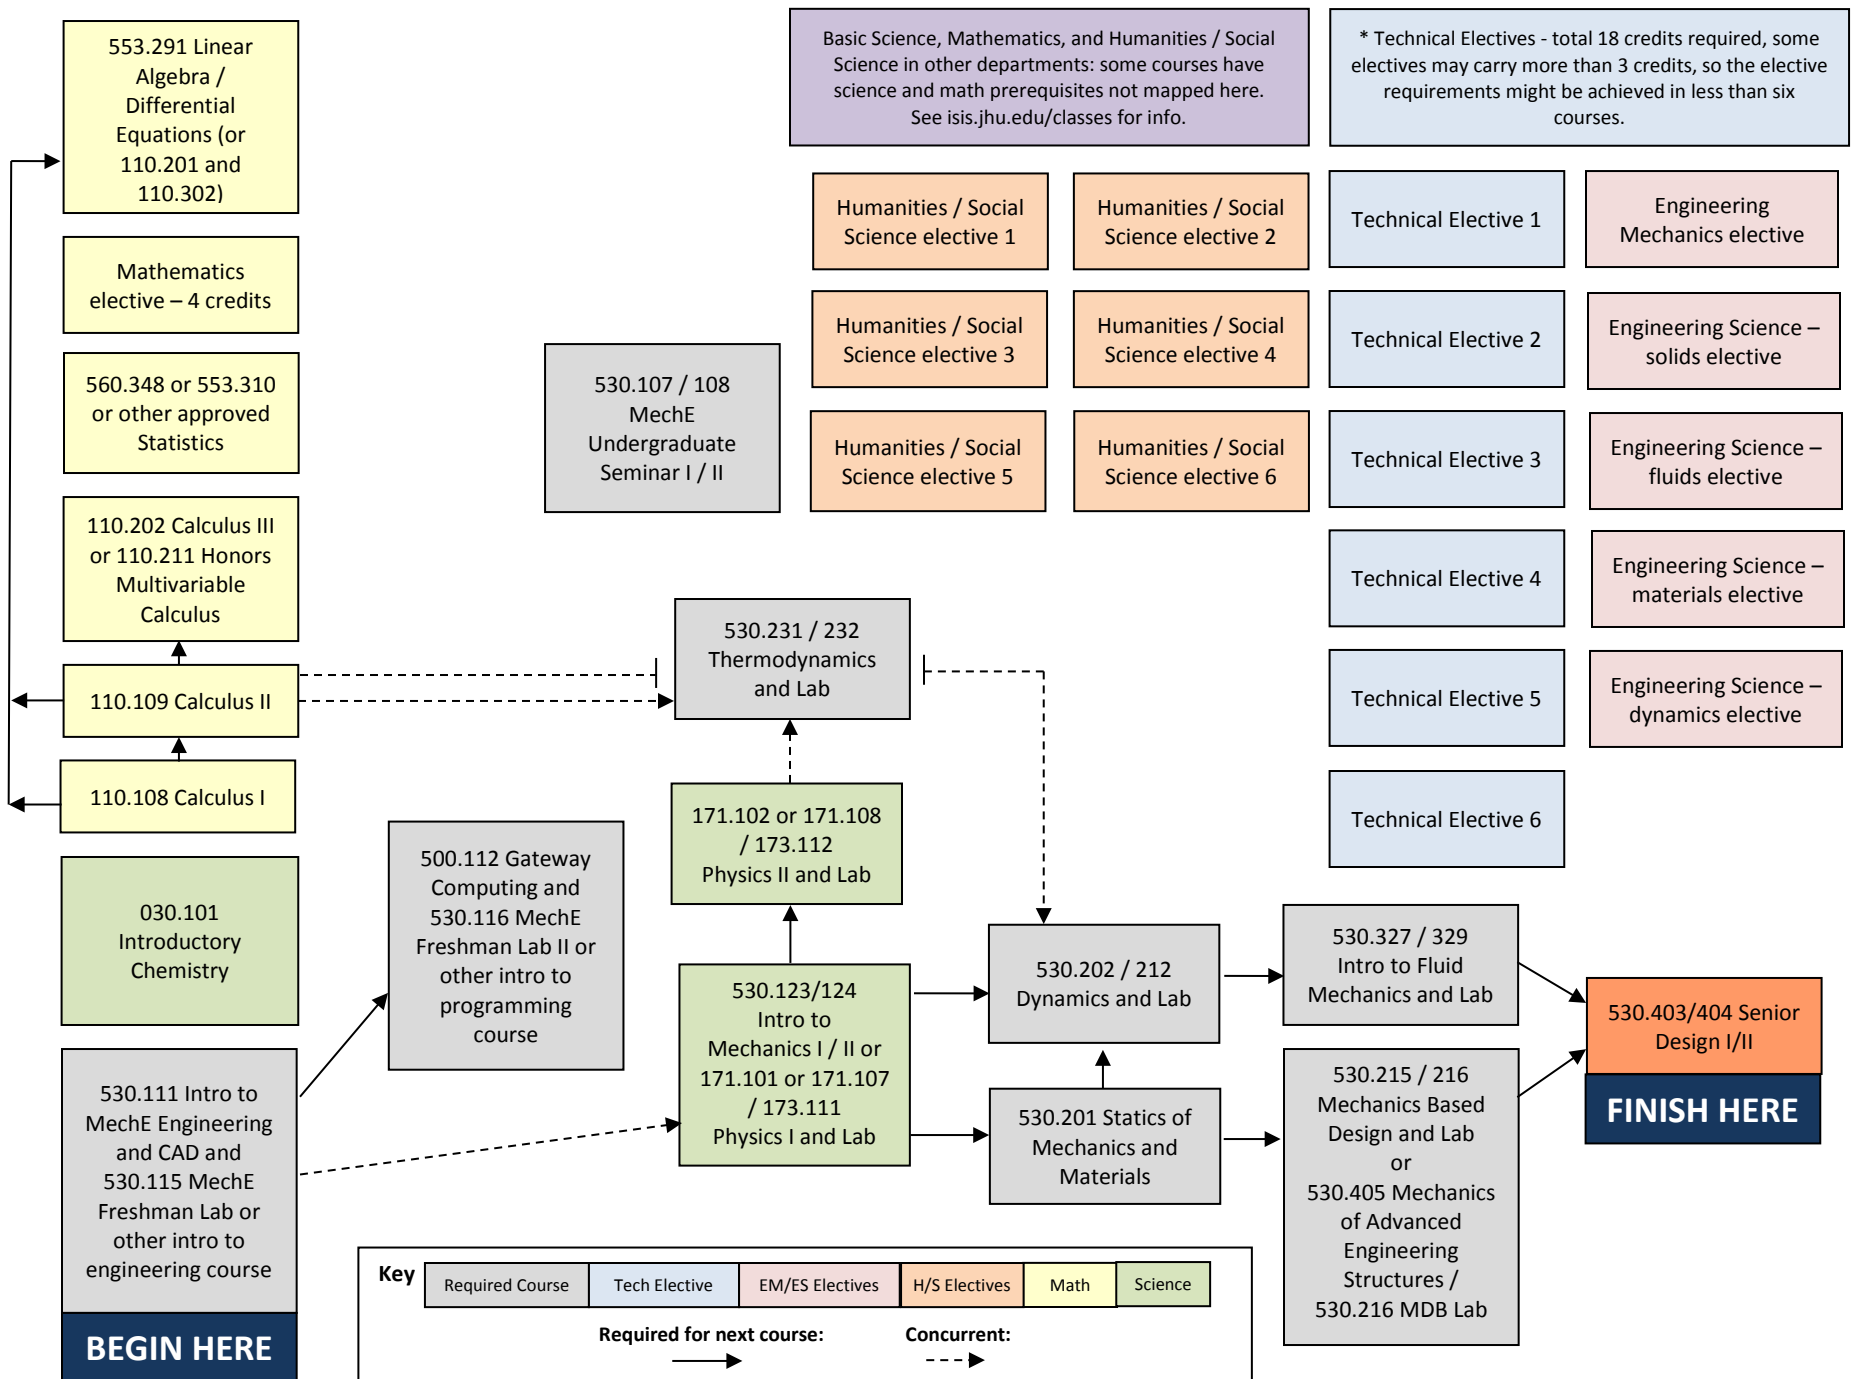 553.291 Linear
Algebra /
Differential
Equations (or
110.201 and
110.302)
Mathematics
elective – 4 credits
560.348 or 553.310
or other approved
Statistics
110.202 Calculus III
or 110.211 Honors
Multivariable
Calculus
110.109 Calculus II
110.108 Calculus I
030.101
Introductory
Chemistry
530.111 Intro to
MechE Engineering
and CAD and
530.115 MechE
Freshman Lab or
other intro to
engineering course
BEGIN HERE
500.112 Gateway
Computing and
530.116 MechE
Freshman Lab II or
other intro to
programming
course
530.107 / 108
MechE
Undergraduate
Seminar I / II
530.231 / 232
Thermodynamics
and Lab
171.102 or 171.108
/ 173.112
Physics II and Lab
530.123/124
Intro to
Mechanics I / II or
171.101 or 171.107
/ 173.111
Physics I and Lab
Basic Science, Mathematics, and Humanities / Social
Science in other departments: some courses have
science and math prerequisites not mapped here.
See isis.jhu.edu/classes for info.
* Technical Electives - total 18 credits required, some
electives may carry more than 3 credits, so the elective
requirements might be achieved in less than six
courses.
Humanities / Social
Science elective 1
Humanities / Social
Science elective 2
Humanities / Social
Science elective 3
Humanities / Social
Science elective 4
Humanities / Social
Science elective 5
Humanities / Social
Science elective 6
Technical Elective 1
Technical Elective 2
Technical Elective 3
Technical Elective 4
Technical Elective 5
Technical Elective 6
Engineering
Mechanics elective
Engineering Science –
solids elective
Engineering Science –
fluids elective
Engineering Science –
materials elective
Engineering Science –
dynamics elective
530.202 / 212
Dynamics and Lab
530.201 Statics of
Mechanics and
Materials
530.327 / 329
Intro to Fluid
Mechanics and Lab
530.215 / 216
Mechanics Based
Design and Lab
or
530.405 Mechanics
of Advanced
Engineering
Structures /
530.216 MDB Lab
530.403/404 Senior
Design I/II
FINISH HERE
Key
Required Course
Tech Elective
EM/ES Electives
H/S Electives
Math
Science
Required for next course:
Concurrent: